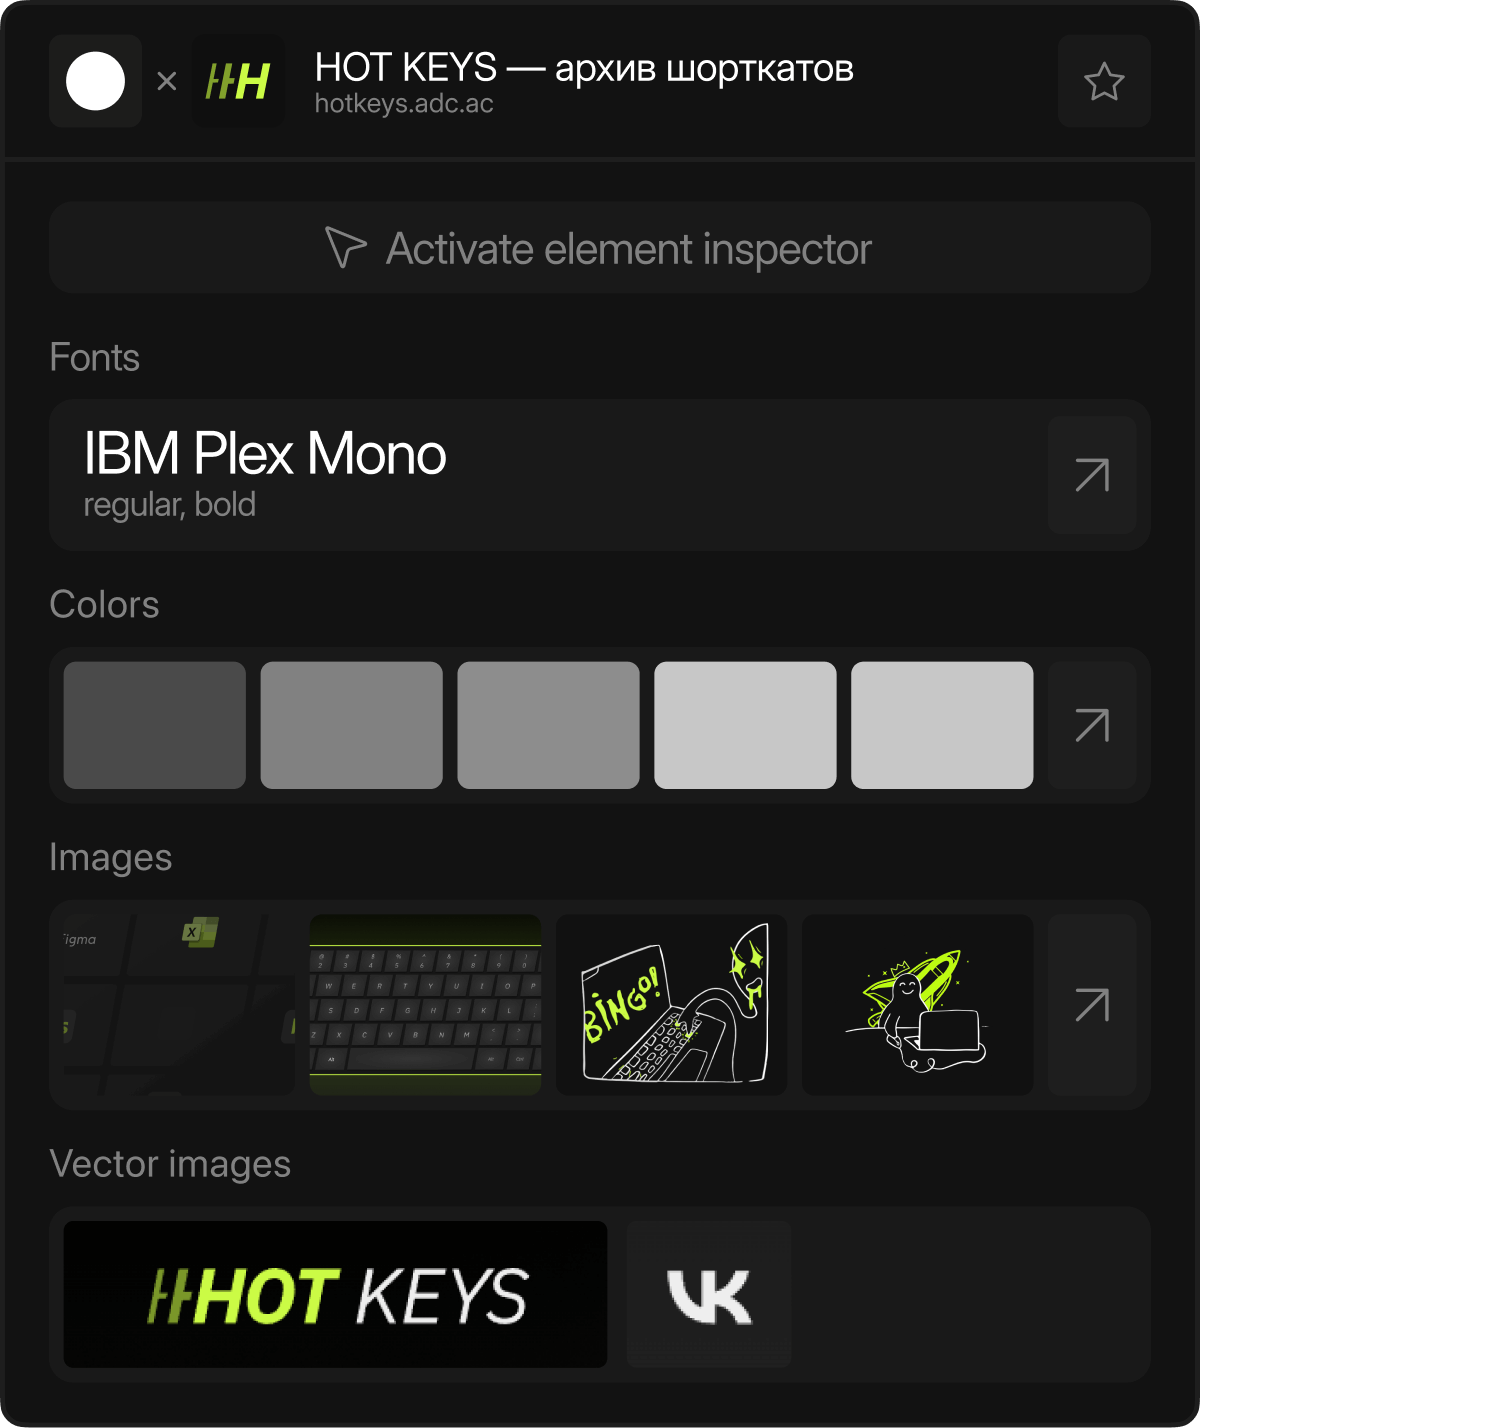 HOT KEYS — архив шорткатов
hotkeys.adc.ac
Activate element inspector
Fonts
IBM Plex Mono
regular, bold
Colors
Images
igma
X
W E R T Y U I O P
S D F G H J K L
Z X C V B N M
BINGO!
Vector images
HOT KEYS
VK